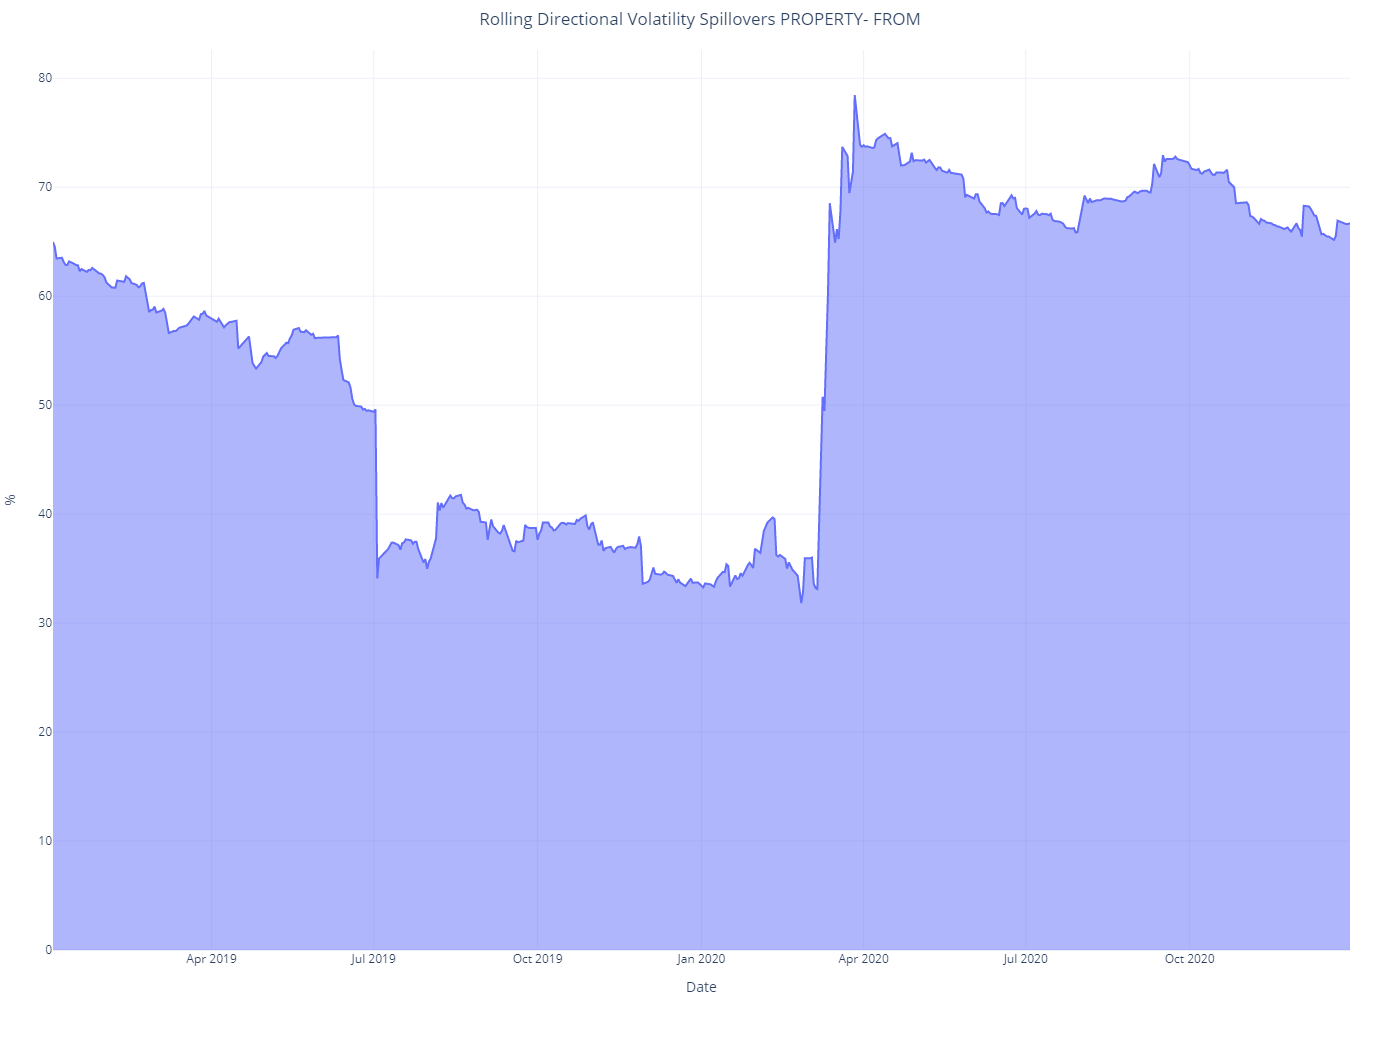 Rolling Directional Volatility Spillovers PROPERTY- FROM
80
70
60
50
40
30
20
10
0
%
Apr 2019
Jul 2019
Oct 2019
Jan 2020
Apr 2020
Jul 2020
Oct 2020
Date